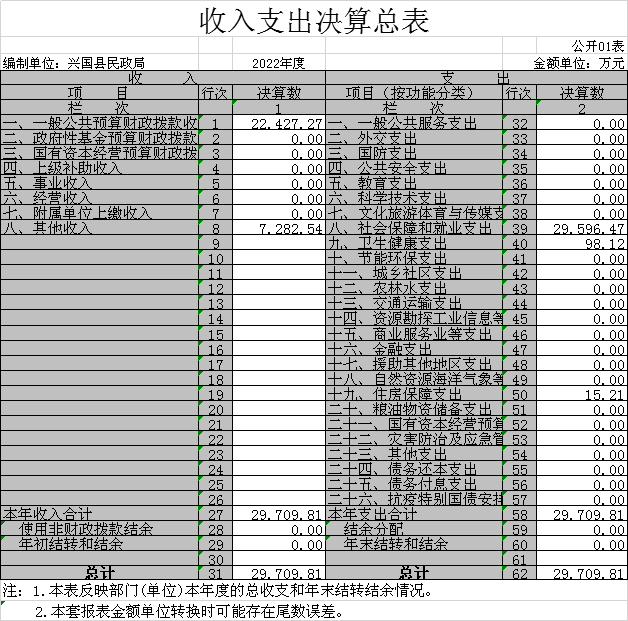 收入支出决算总表
公开01表
编制单位：兴国县民政局 2022年度 金额单位：万元
收 入 支 出
项 目 行次 决算数 项目（按功能分类） 行次 决算数
栏 次 1 栏 次 2
一、一般公共预算财政拨款收 1 22,427.27 一、一般公共服务支出 32 0.00
二、政府性基金预算财政拨款 2 0.00 二、外交支出 33 0.00
三、国有资本经营预算财政拨 3 0.00 三、国防支出 34 0.00
四、上级补助收入 4 0.00 四、公共安全支出 35 0.00
五、事业收入 5 0.00 五、教育支出 36 0.00
六、经营收入 6 0.00 六、科学技术支出 37 0.00
七、附属单位上缴收入 7 0.00 七、文化旅游体育与传媒支 38 0.00
八、其他收入 8 7,282.54 八、社会保障和就业支出 39 29,596.47
9 九、卫生健康支出 40 98.12
10 十、节能环保支出 41 0.00
11 十一、城乡社区支出 42 0.00
12 十二、农林水支出 43 0.00
13 十三、交通运输支出 44 0.00
14 十四、资源勘探工业信息等 45 0.00
15 十五、商业服务业等支出 46 0.00
16 十六、金融支出 47 0.00
17 十七、援助其他地区支出 48 0.00
18 十八、自然资源海洋气象等 49 0.00
19 十九、住房保障支出 50 15.21
20 二十、粮油物资储备支出 51 0.00
21 二十一、国有资本经营预算 52 0.00
22 二十二、灾害防治及应急管 53 0.00
23 二十三、其他支出 54 0.00
24 二十四、债务还本支出 55 0.00
25 二十五、债务付息支出 56 0.00
26 二十六、抗疫特别国债安排 57 0.00
本年收入合计 27 29,709.81 本年支出合计 58 29,709.81
使用非财政拨款结余 28 0.00 结余分配 59 0.00
年初结转和结余 29 0.00 年末结转和结余 60 0.00
30 61
总计 31 29,709.81 总计 62 29,709.81
注：1.本表反映部门(单位)本年度的总收支和年末结转结余情况。
2.本套报表金额单位转换时可能存在尾数误差。